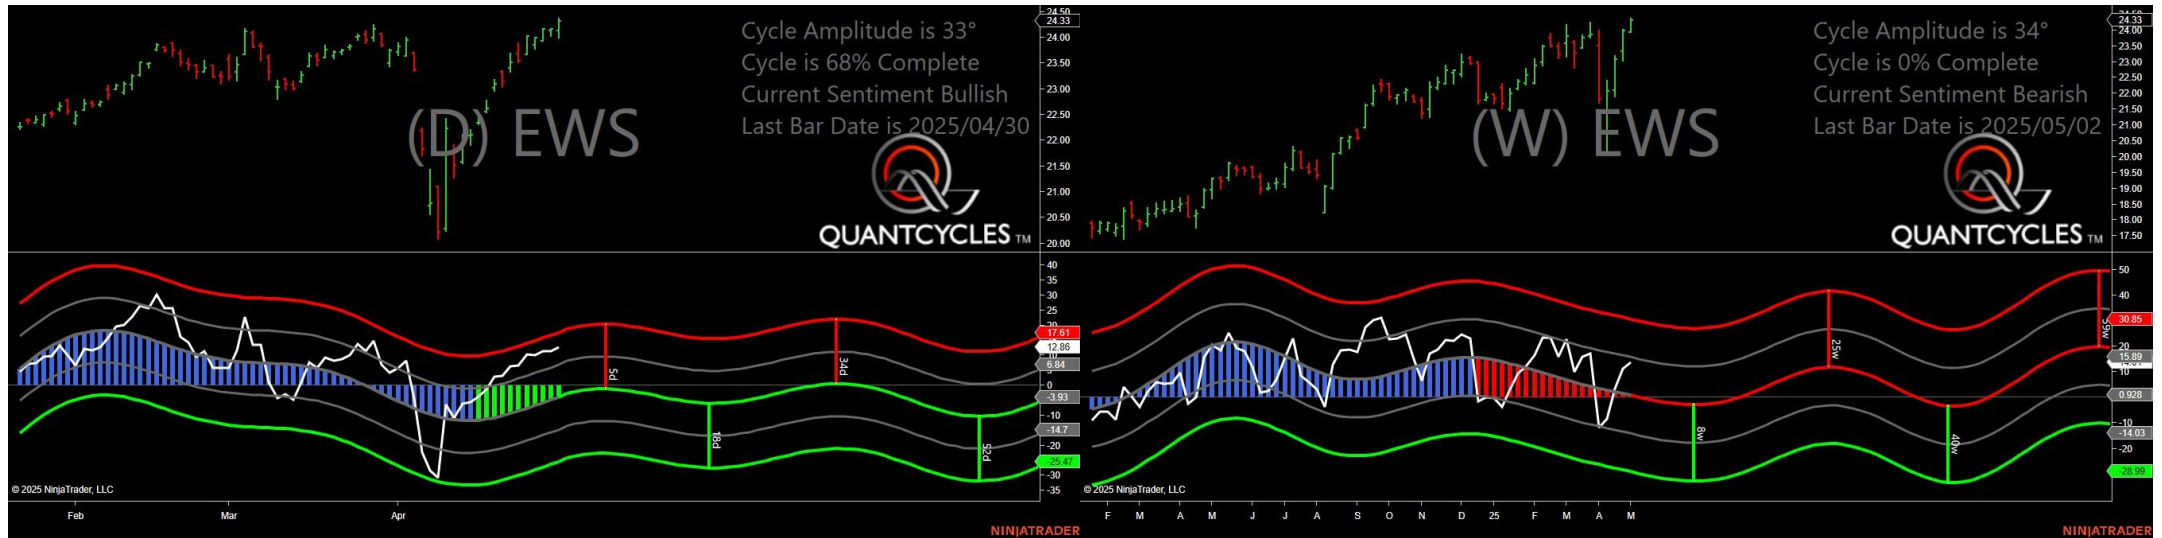 Cycle Amplitude is 33°
Cycle is 68% Complete
Current Sentiment Bullish
Last Bar Date is 2025/04/30
(D) EWS
QUANTCYCLES TM
24.50
24.33
24.00
23.50
23.00
22.50
22.00
21.50
21.00
20.50
20.00
40
35
30
25
17.61
12.86
6.84
0
-3.93
-10
-14.7
-20
-25.47
-30
-35
5d
18d
34d
52d
© 2025 NinjaTrader, LLC
Feb Mar Apr
NINJATRADER
Cycle Amplitude is 34°
Cycle is 0% Complete
Current Sentiment Bearish
Last Bar Date is 2025/05/02
(W) EWS
QUANTCYCLES TM
24.33
24.00
23.50
23.00
22.50
22.00
21.50
21.00
20.50
20.00
19.50
19.00
18.50
18.00
17.50
50
40
30.85
20
15.89
10
0.928
-10
-14.03
-20
-28.99
8w
25w
40w
59w
© 2025 NinjaTrader, LLC
F M A M J J A S O N D 25 F M A M
NINJATRADER